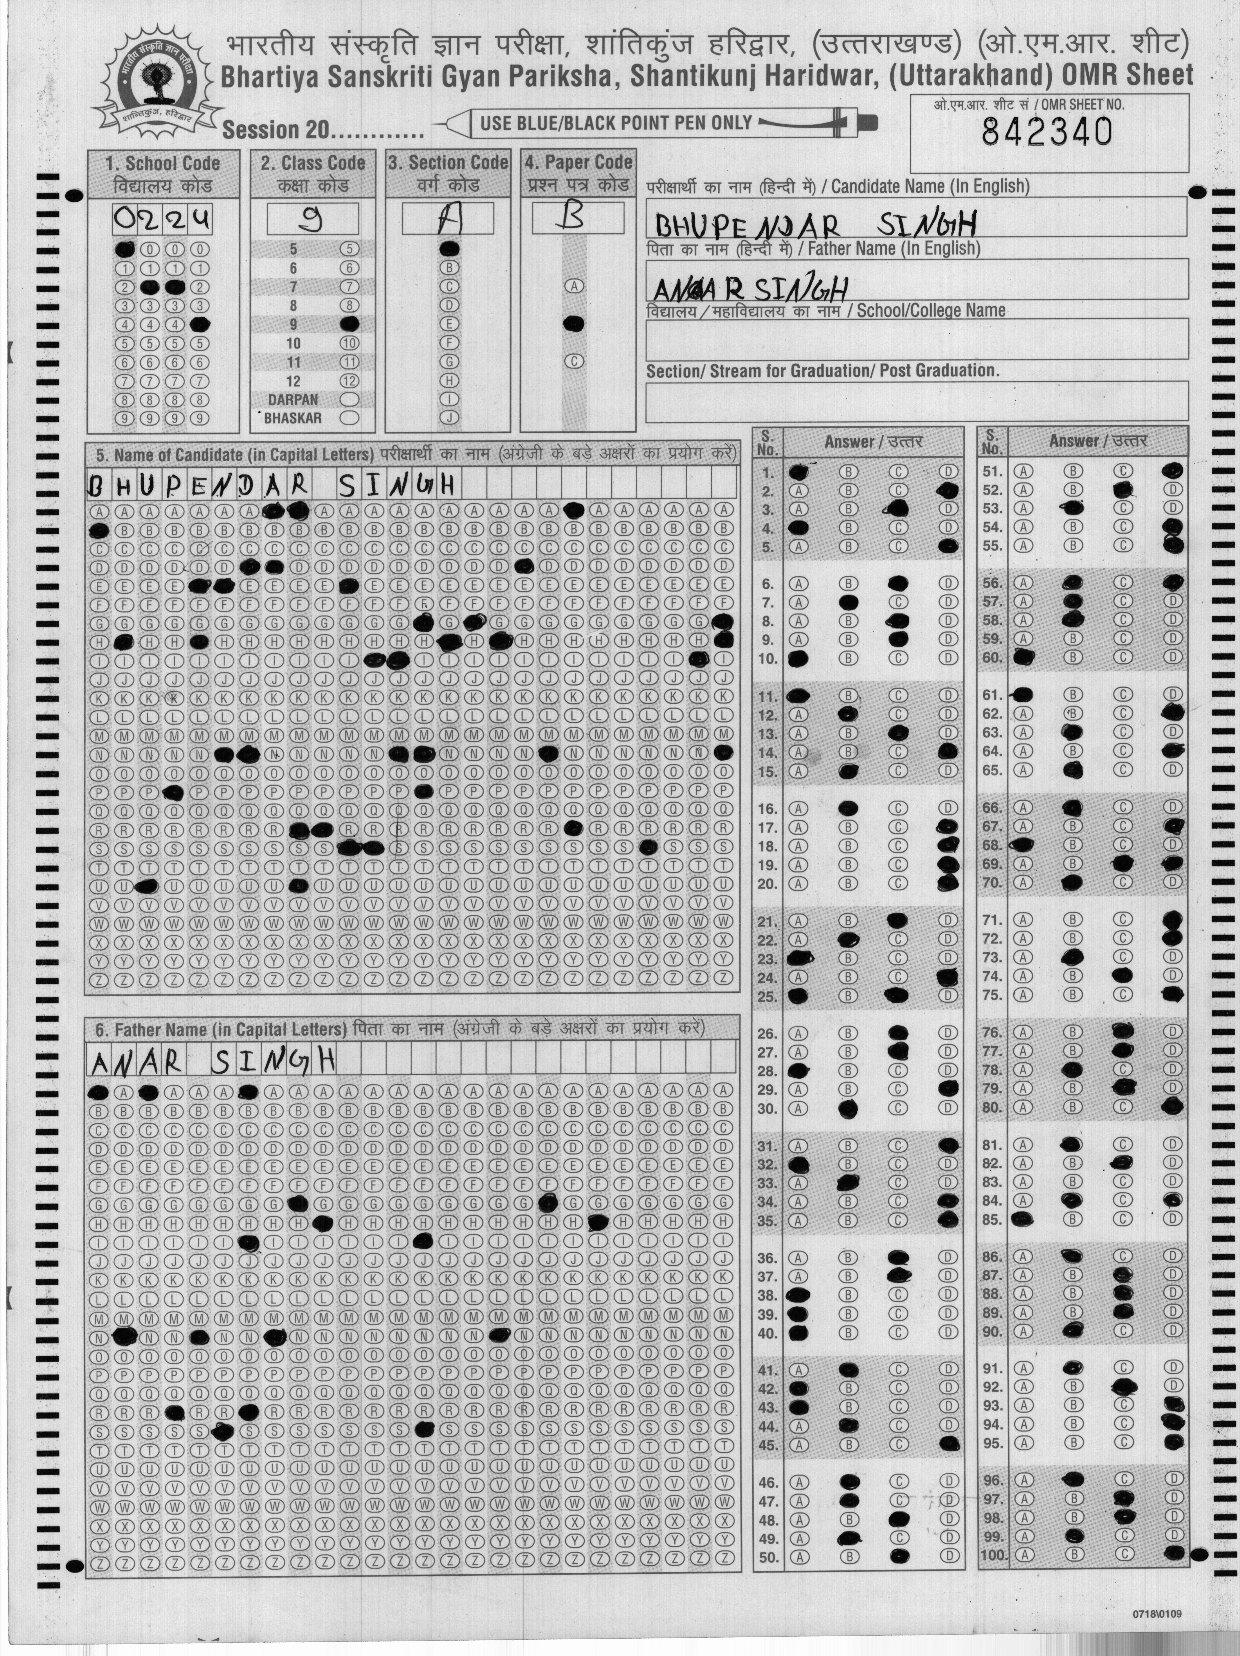 भारतीय संस्कृति ज्ञान परीक्षा, शांतिकुंज हरिद्वार, (उत्तराखण्ड) (ओ.एम.आर. शीट)
Bhartiya Sanskriti Gyan Pariksha, Shantikunj Haridwar, (Uttarakhand) OMR Sheet
Session 20............
USE BLUE/BLACK POINT PEN ONLY
ओ.एम.आर. शीट सं / OMR SHEET NO.
842340
1. School Code
विद्यालय कोड
0224
2. Class Code
कक्षा कोड
9
5
6
7
8
9
10
11
12
DARPAN
BHASKAR
3. Section Code
वर्ग कोड
A
4. Paper Code
प्रश्न पत्र कोड
B
परीक्षार्थी का नाम (हिन्दी में) / Candidate Name (In English)
BHUPENDAR SINGH
पिता का नाम (हिन्दी में) / Father Name (In English)
ANAR SINGH
विद्यालय / महाविद्यालय का नाम / School/College Name
Section/ Stream for Graduation/ Post Graduation.
5. Name of Candidate (in Capital Letters) परीक्षार्थी का नाम (अंग्रेजी के बड़े अक्षरों का प्रयोग करें)
BHUPENDAR SINGH
6. Father Name (in Capital Letters) पिता का नाम (अंग्रेजी के बड़े अक्षरों का प्रयोग करें)
ANAR SINGH
S. No. Answer / उत्तर
S. No. Answer / उत्तर
0718\0109